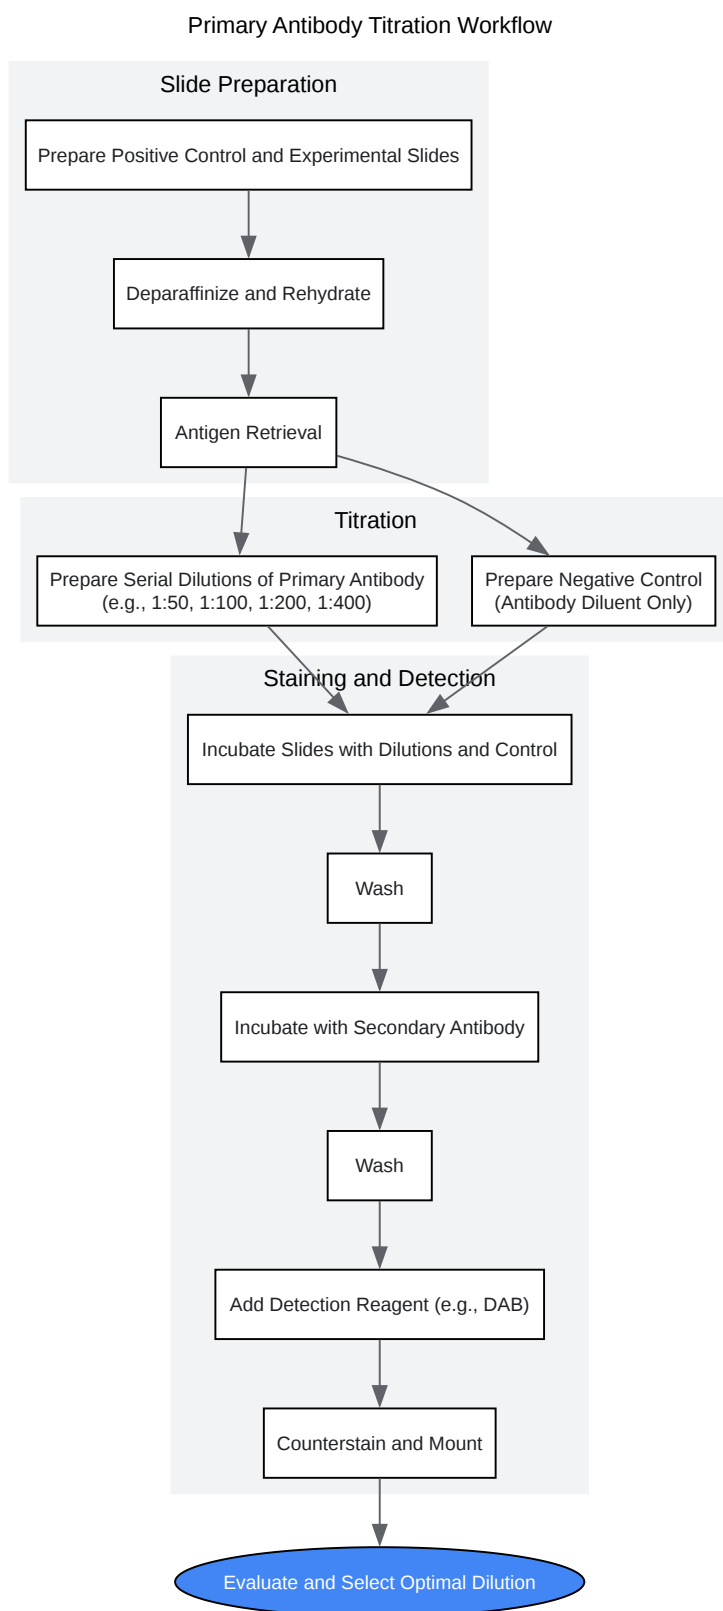 Primary Antibody Titration Workflow
Slide Preparation
Prepare Positive Control and Experimental Slides
Deparaffinize and Rehydrate
Antigen Retrieval
Titration
Prepare Serial Dilutions of Primary Antibody
(e.g., 1:50, 1:100, 1:200, 1:400)
Prepare Negative Control
(Antibody Diluent Only)
Staining and Detection
Incubate Slides with Dilutions and Control
Wash
Incubate with Secondary Antibody
Wash
Add Detection Reagent (e.g., DAB)
Counterstain and Mount
Evaluate and Select Optimal Dilution